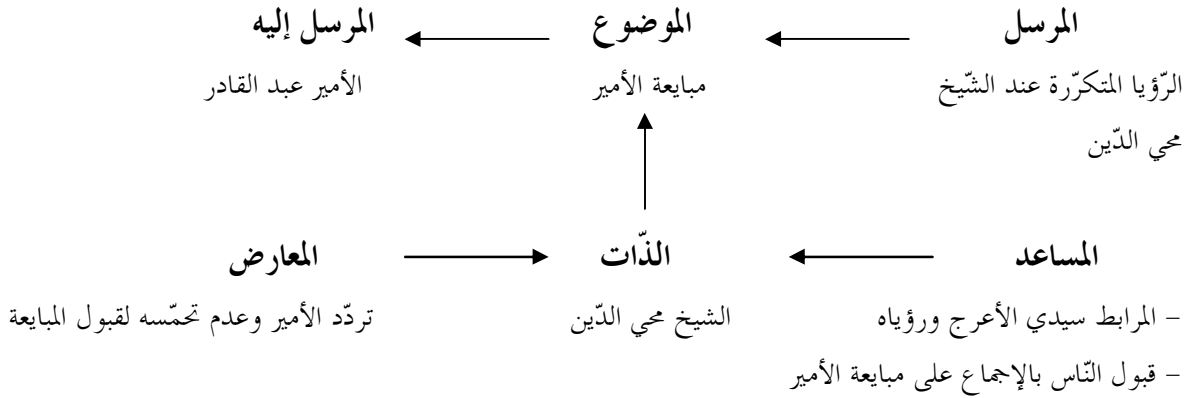 المرسل الموضوع المرسل إليه
الرّؤيا المتكرّرة عند الشّيخ مبايعة الأمير الأمير عبد القادر
محي الدّين
المساعد الذّات المعارض
– المرابط سيدي الأعرج ورؤياه الشيخ محي الدّين تردّد الأمير وعدم تحمّسه لقبول المبايعة
– قبول النّاس بالإجماع على مبايعة الأمير